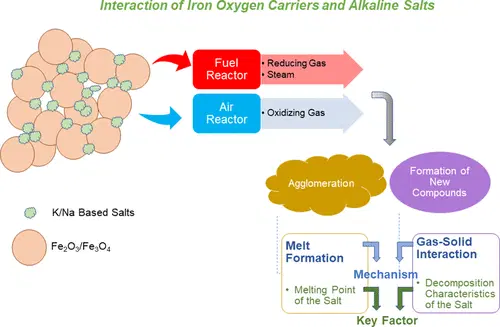 Interaction of Iron Oxygen Carriers and Alkaline Salts
Fuel
Reactor
• Reducing Gas
• Steam
Air
Reactor
• Oxidizing Gas
Agglomeration
Formation of
New
Compounds
K/Na Based Salts
Fe₂O₃/Fe₃O₄
Melt
Formation
• Melting Point
of the Salt
Mechanism
Gas-Solid
Interaction
• Decomposition
Characteristics
of the Salt
Key Factor